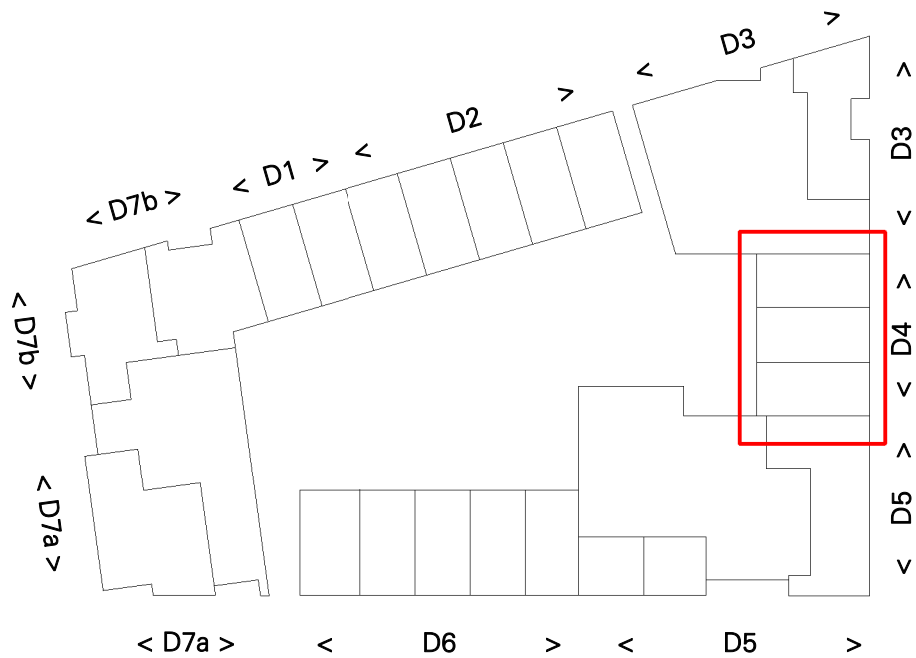 < D3 >
< D2 >
< D1 >
< D7b >
< D3 >
< D7b >
< D4 >
< D7a >
< D5 >
< D7a >
< D6 >
< D5 >